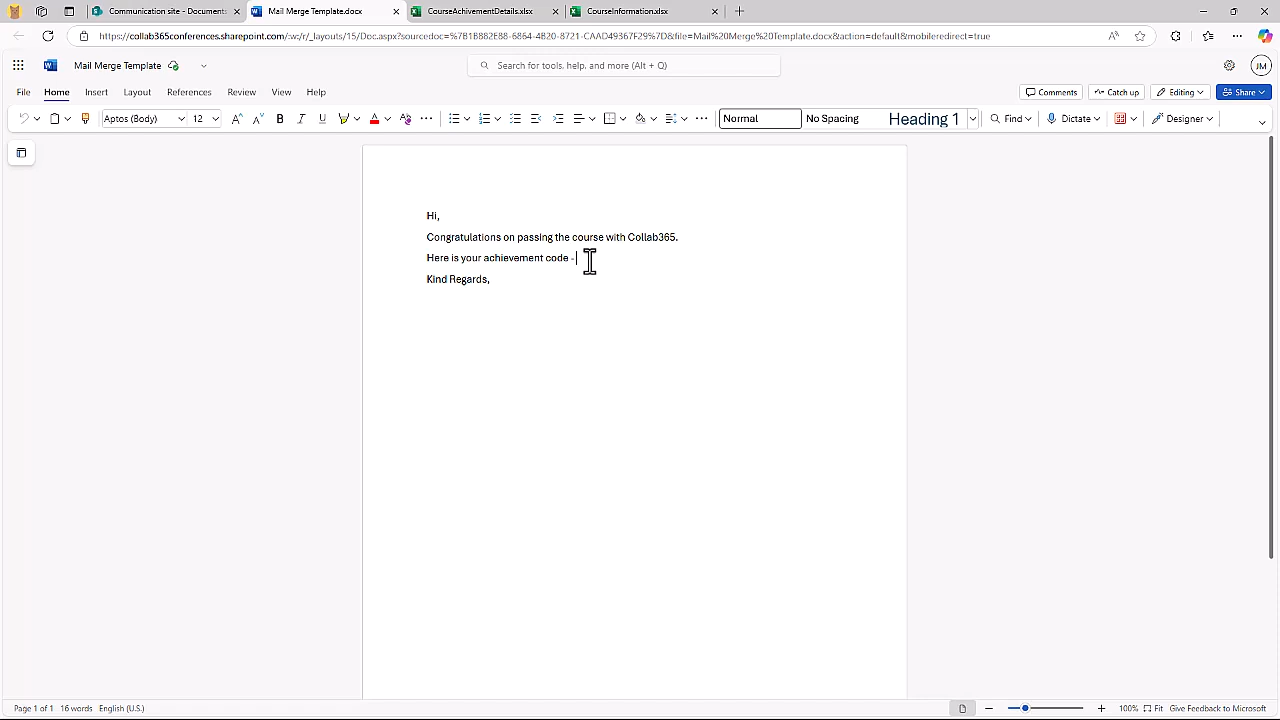 Communication site - Documents
Mail Merge Template.docx
CourseAchivementDetails.xlsx
CourseInformation.xlsx
https://collab365conferences.sharepoint.com/:w:/r/_layouts/15/Doc.aspx?sourcedoc=%7B1B882E88-6864-4B20-8721-CAAD49367F29%7D&file=Mail%20Merge%20Template.docx&action=default&mobileredirect=true
Mail Merge Template
Search for tools, help, and more (Alt + Q)
JM
File Home Insert Layout References Review View Help
Comments Catch up Editing Share
Aptos (Body) 12 Normal No Spacing Heading 1 Find Dictate Designer
Hi,
Congratulations on passing the course with Collab365.
Here is your achievement code -
Kind Regards,
Page 1 of 1 16 words English (U.S.) 100% Fit Give Feedback to Microsoft